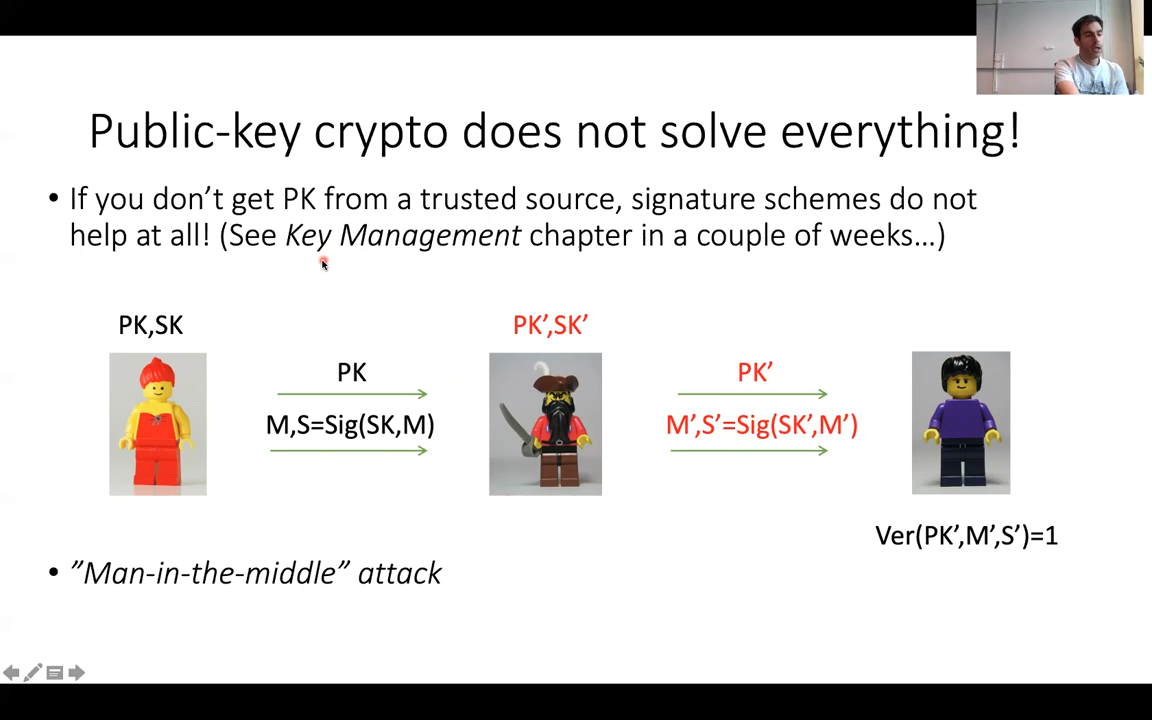 Public-key crypto does not solve everything!
• If you don’t get PK from a trusted source, signature schemes do not
help at all! (See Key Management chapter in a couple of weeks…)
PK,SK
PK’,SK’
PK
PK’
M,S=Sig(SK,M)
M’,S’=Sig(SK’,M’)
Ver(PK’,M’,S’)=1
• ”Man-in-the-middle” attack